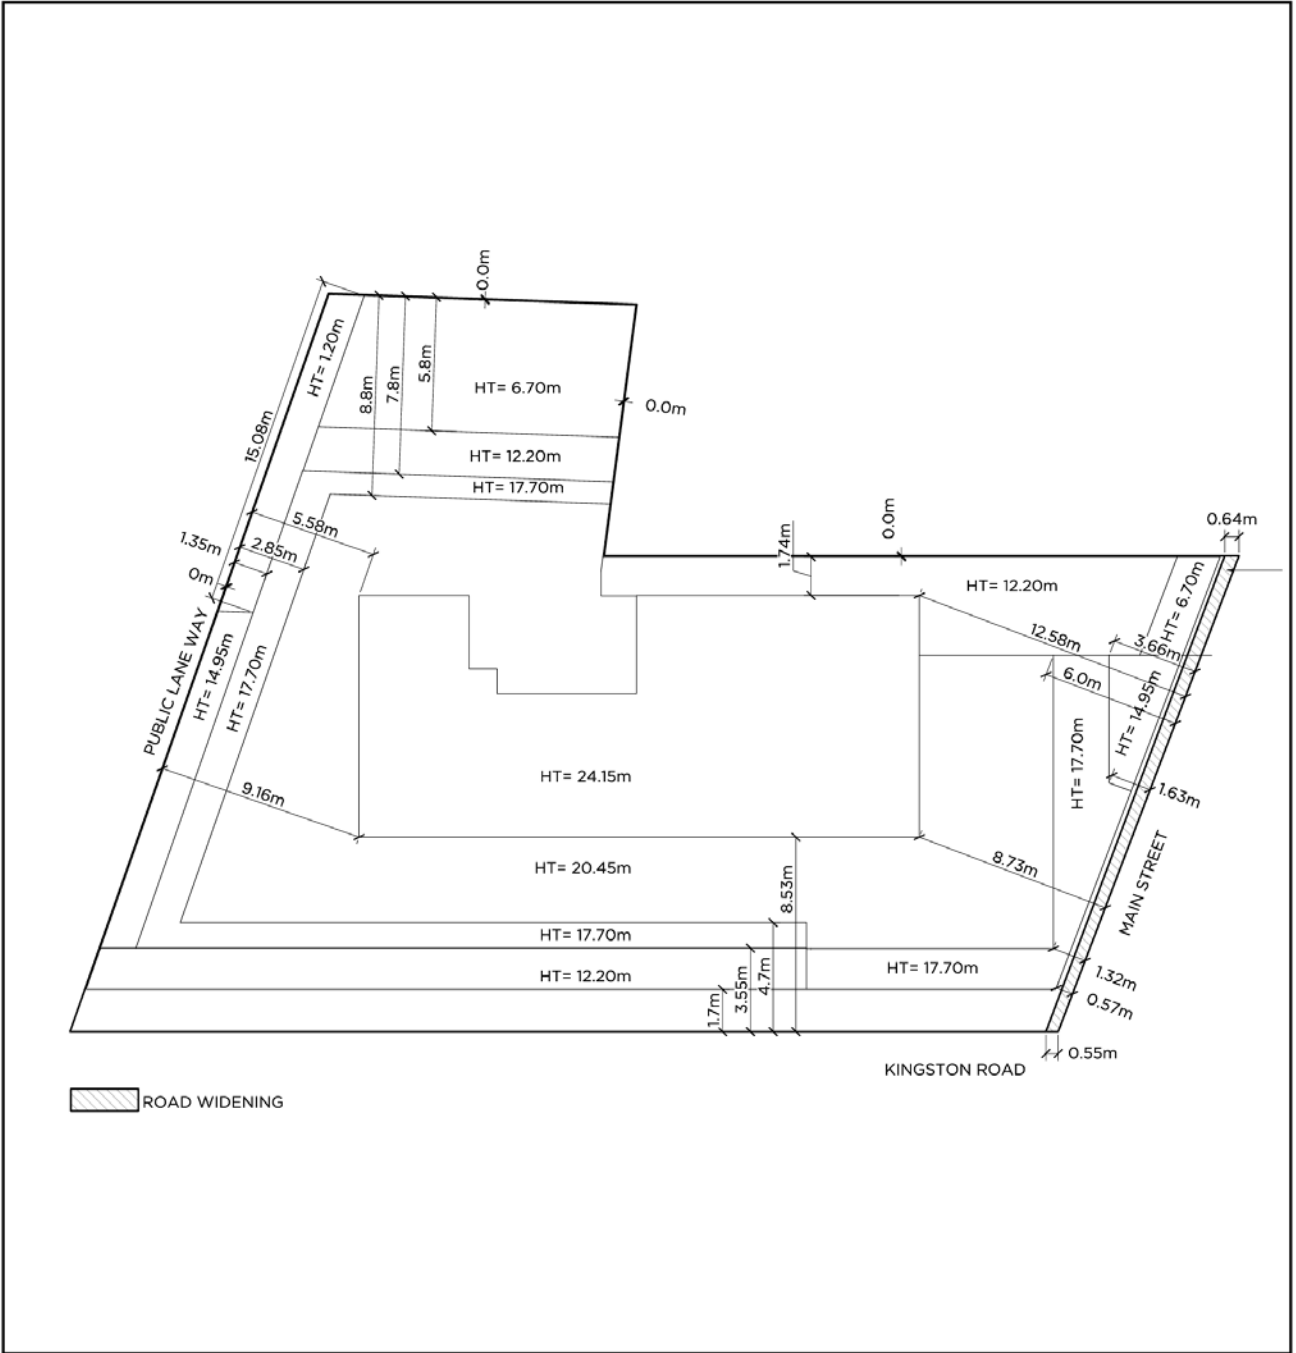 0.0m
HT= 1.20m
8.8m
7.8m
5.8m
HT= 6.70m
0.0m
15.08m
HT= 12.20m
HT= 17.70m
5.58m
1.35m
2.85m
0m
1.74m
0.0m
0.64m
HT= 12.20m
HT= 6.70m
12.58m
3.66m
6.0m
PUBLIC LANE WAY
HT= 14.95m
HT= 17.70m
HT= 14.95m
HT= 17.70m
HT= 24.15m
9.16m
1.63m
HT= 20.45m
8.53m
8.73m
MAIN STREET
HT= 17.70m
HT= 12.20m
HT= 17.70m
1.7m
3.55m
4.7m
1.32m
0.57m
0.55m
KINGSTON ROAD
ROAD WIDENING